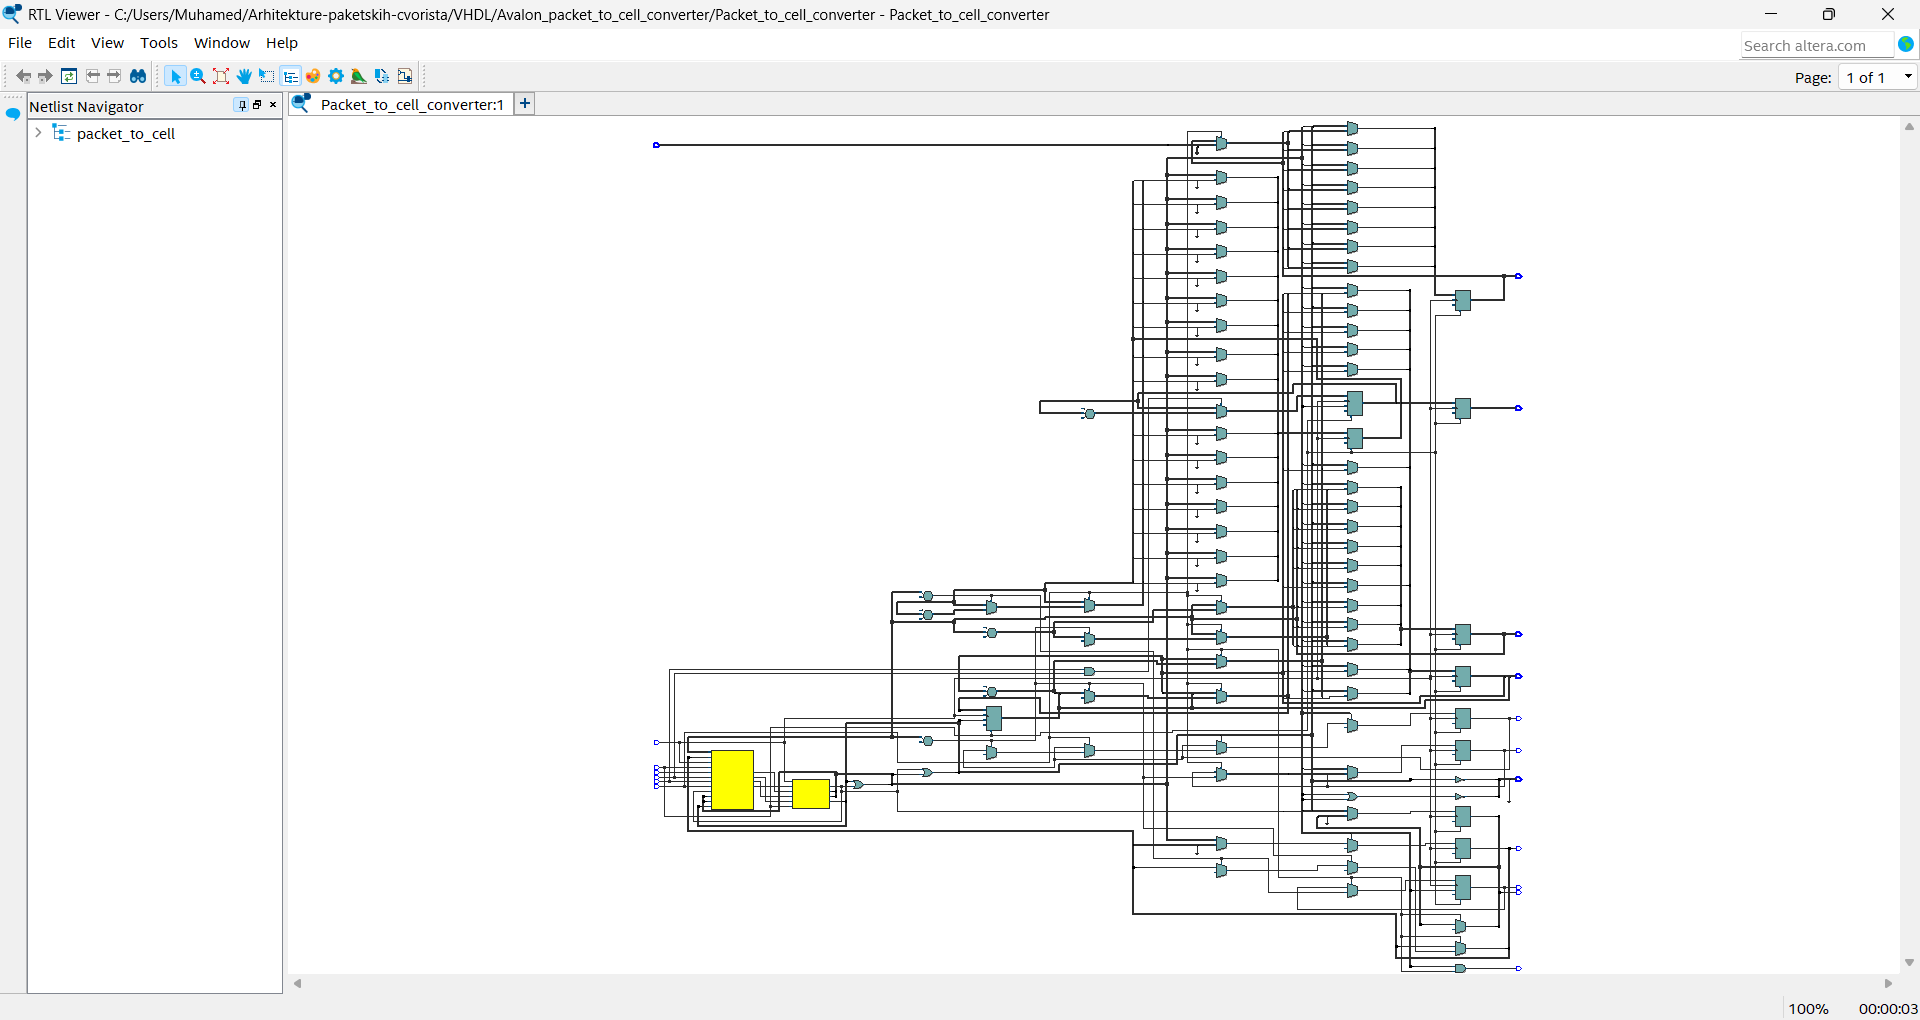 RTL Viewer - C:/Users/Muhamed/Arhitekture-paketskih-cvorista/VHDL/Avalon_packet_to_cell_converter/Packet_to_cell_converter - Packet_to_cell_converter
File Edit View Tools Window Help
Search altera.com
Page: 1 of 1
Netlist Navigator
Packet_to_cell_converter:1
packet_to_cell
100% 00:00:03